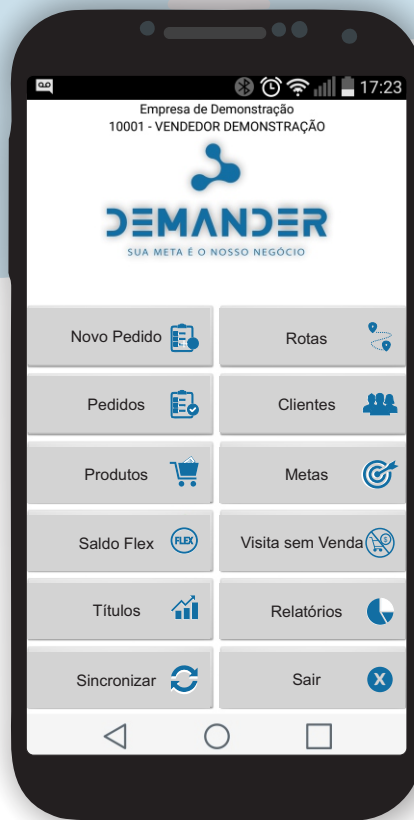 17:23
Empresa de Demonstração
10001 - VENDEDOR DEMONSTRAÇÃO
DEMANDER
SUA META É O NOSSO NEGÓCIO
Novo Pedido
Rotas
Pedidos
Clientes
Produtos
Metas
Saldo Flex
FLEX
Visita sem Venda
$
Títulos
Relatórios
Sincronizar
Sair
X